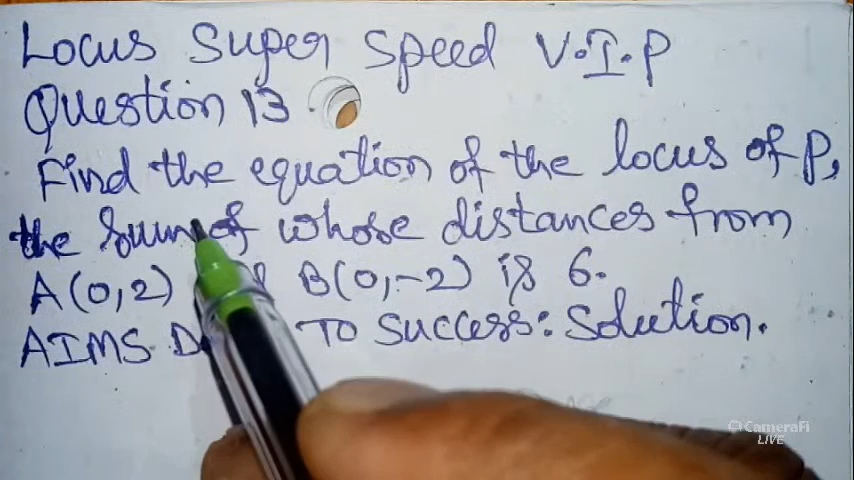 Locus Super Speed V.I.P
Question 13
Find the equation of the locus of P,
the sum of whose distances from
A(0,2) B(0,-2) is 6.
AIMS TO Success: Solution.
CameraFi
LIVE